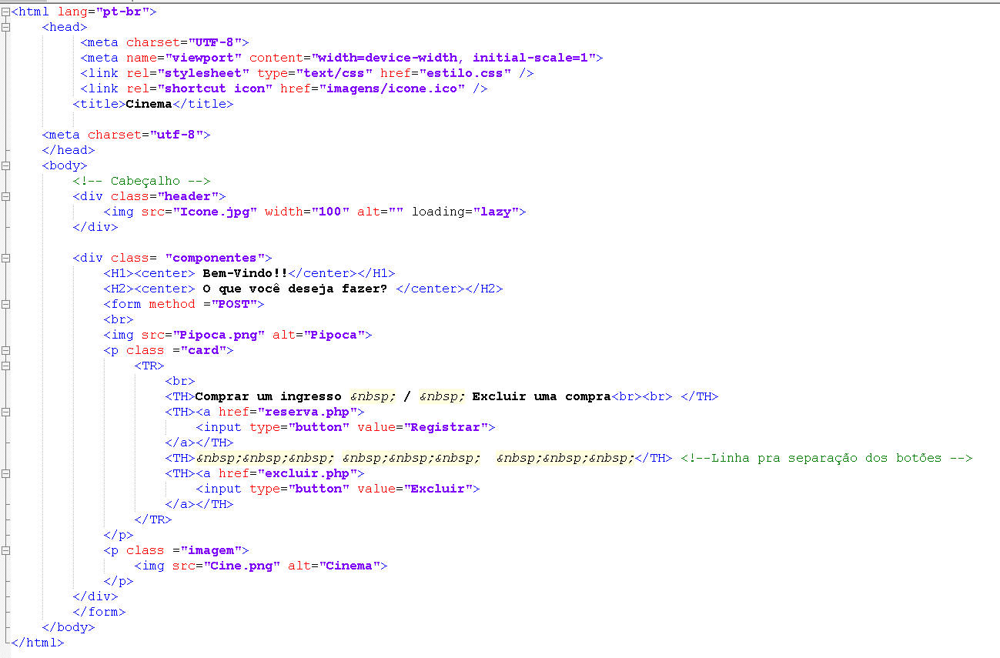 <html lang="pt-br">
<head>
<meta charset="UTF-8">
<meta name="viewport" content="width=device-width, initial-scale=1">
<link rel="stylesheet" type="text/css" href="estilo.css" />
<link rel="shortcut icon" href="imagens/icone.ico" />
<title>Cinema</title>
<meta charset="utf-8">
</head>
<body>
<!-- Cabeçalho -->
<div class="header">
<img src="Icone.jpg" width="100" alt="" loading="lazy">
</div>
<div class= "componentes">
<H1><center> Bem-Vindo!!</center></H1>
<H2><center> O que você deseja fazer? </center></H2>
<form method ="POST">
<br>
<img src="Pipoca.png" alt="Pipoca">
<p class ="card">
<TR>
<br>
<TH>Comprar um ingresso &nbsp; / &nbsp; Excluir uma compra<br><br> </TH>
<TH><a href="reserva.php">
<input type="button" value="Registrar">
</a></TH>
<TH>&nbsp;&nbsp;&nbsp; &nbsp;&nbsp;&nbsp;  &nbsp;&nbsp;&nbsp;</TH> <!--Linha pra separação dos botões -->
<TH><a href="excluir.php">
<input type="button" value="Excluir">
</a></TH>
</TR>
</p>
<p class ="imagem">
<img src="Cine.png" alt="Cinema">
</p>
</div>
</form>
</body>
</html>